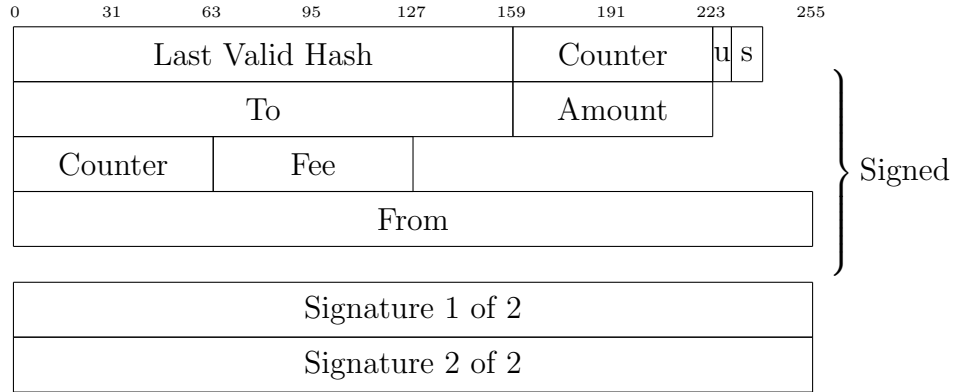 0 31 63 95 127 159 191 223 255
Last Valid Hash Counter u s
To Amount
Counter Fee
Signed
From
Signature 1 of 2
Signature 2 of 2